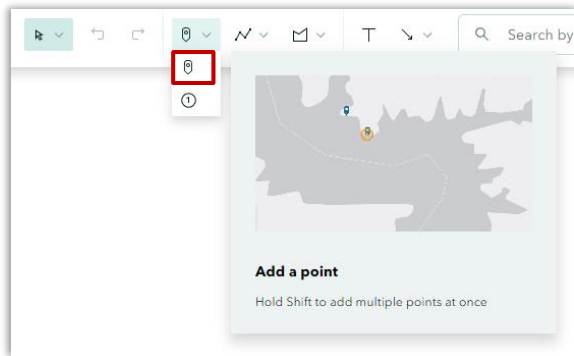 T
Search by
1
Add a point
Hold Shift to add multiple points at once